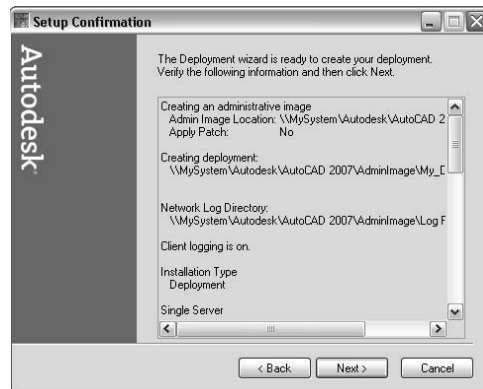 Setup Confirmation
Autodesk
The Deployment wizard is ready to create your deployment.
Verify the following information and then click Next.
Creating an administrative image
Admin Image Location: \\MySystem\Autodesk\AutoCAD 2
Apply Patch: No
Creating deployment:
\\MySystem\Autodesk\AutoCAD 2007\AdminImage\My_D
Network Log Directory:
\\MySystem\Autodesk\AutoCAD 2007\AdminImage\Log F
Client logging is on.
Installation Type
Deployment
Single Server
< Back
Next >
Cancel